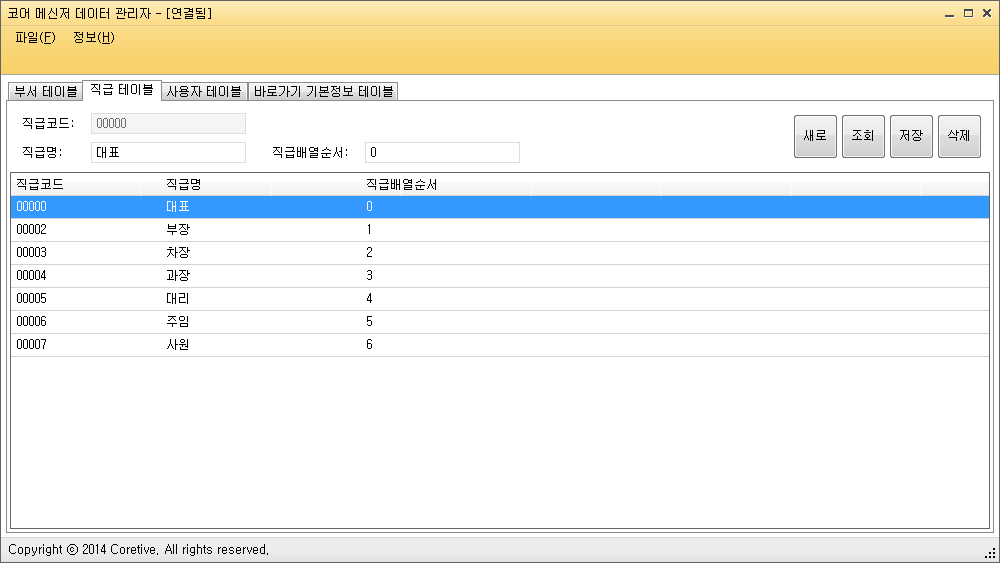 코어 메신저 데이터 관리자 - [연결됨]
파일(F) 정보(H)
부서 테이블 직급 테이블 사용자 테이블 바로가기 기본정보 테이블
직급코드: 00000
직급명: 대표 직급배열순서: 0
새로 조회 저장 삭제
직급코드 직급명 직급배열순서
00000 대표 0
00002 부장 1
00003 차장 2
00004 과장 3
00005 대리 4
00006 주임 5
00007 사원 6
Copyright ⓒ 2014 Coretive. All rights reserved.